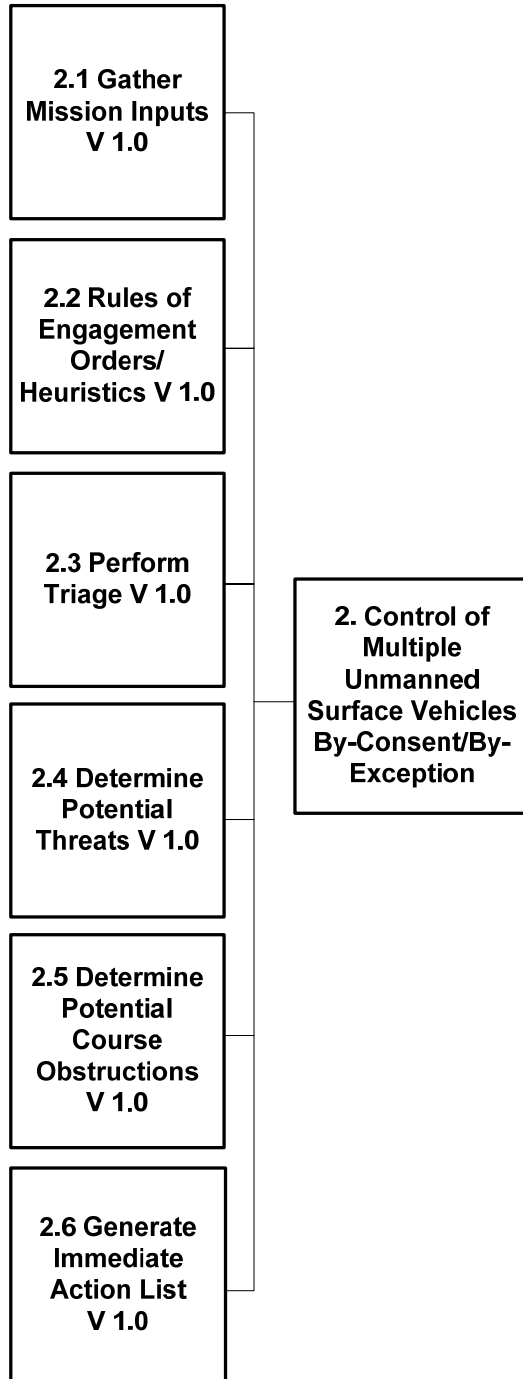 2.1 Gather
Mission Inputs
V 1.0
2.2 Rules of
Engagement
Orders/
Heuristics V 1.0
2.3 Perform
Triage V 1.0
2. Control of
Multiple
Unmanned
Surface Vehicles
By-Consent/By-
Exception
2.4 Determine
Potential
Threats V 1.0
2.5 Determine
Potential
Course
Obstructions
V 1.0
2.6 Generate
Immediate
Action List
V 1.0